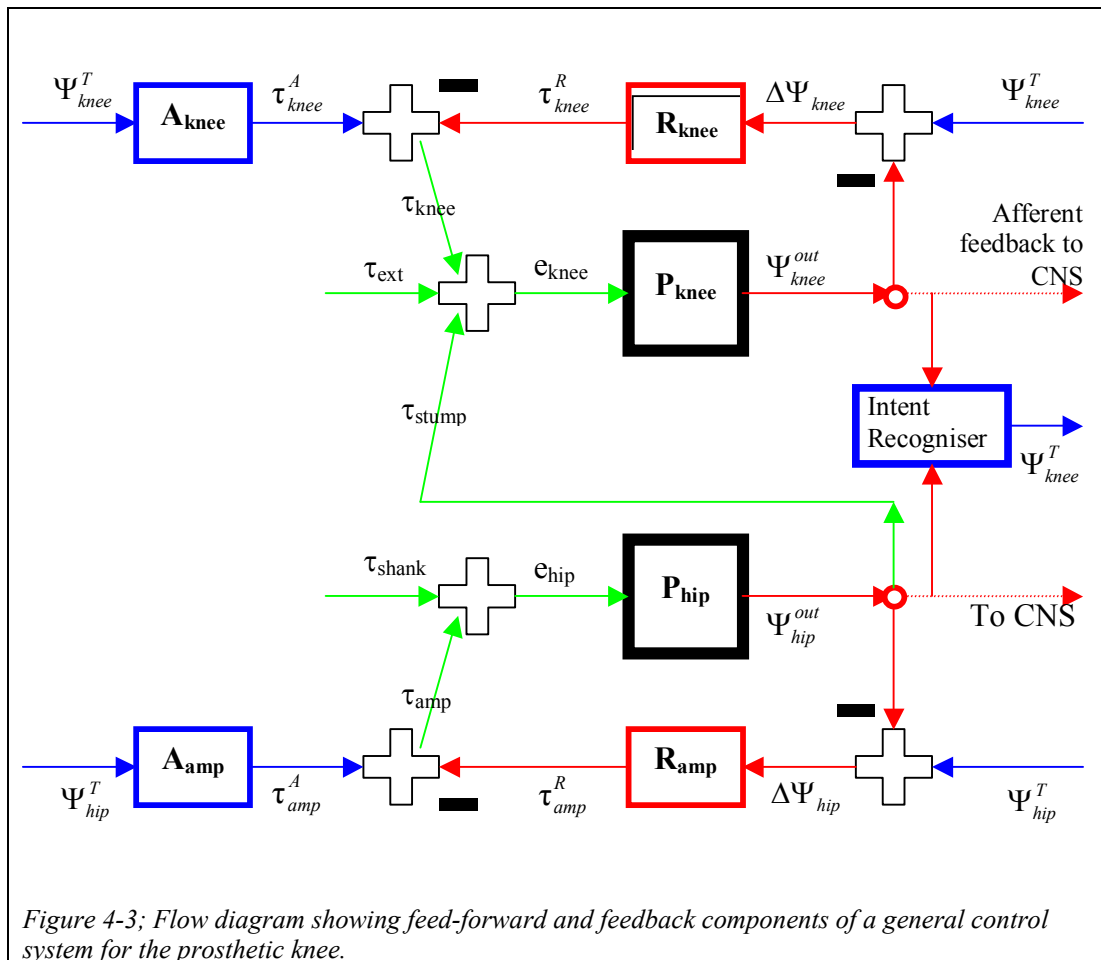 Ψ^T_knee
A_knee
τ^A_knee
τ^R_knee
R_knee
ΔΨ_knee
Ψ^T_knee
τ_knee
τ_ext
e_knee
P_knee
Ψ^out_knee
Afferent
feedback to
CNS
τ_stump
Intent
Recogniser
Ψ^T_knee
τ_shank
e_hip
P_hip
Ψ^out_hip
To CNS
τ_amp
Ψ^T_hip
A_amp
τ^A_amp
τ^R_amp
R_amp
ΔΨ_hip
Ψ^T_hip
Figure 4-3; Flow diagram showing feed-forward and feedback components of a general control
system for the prosthetic knee.